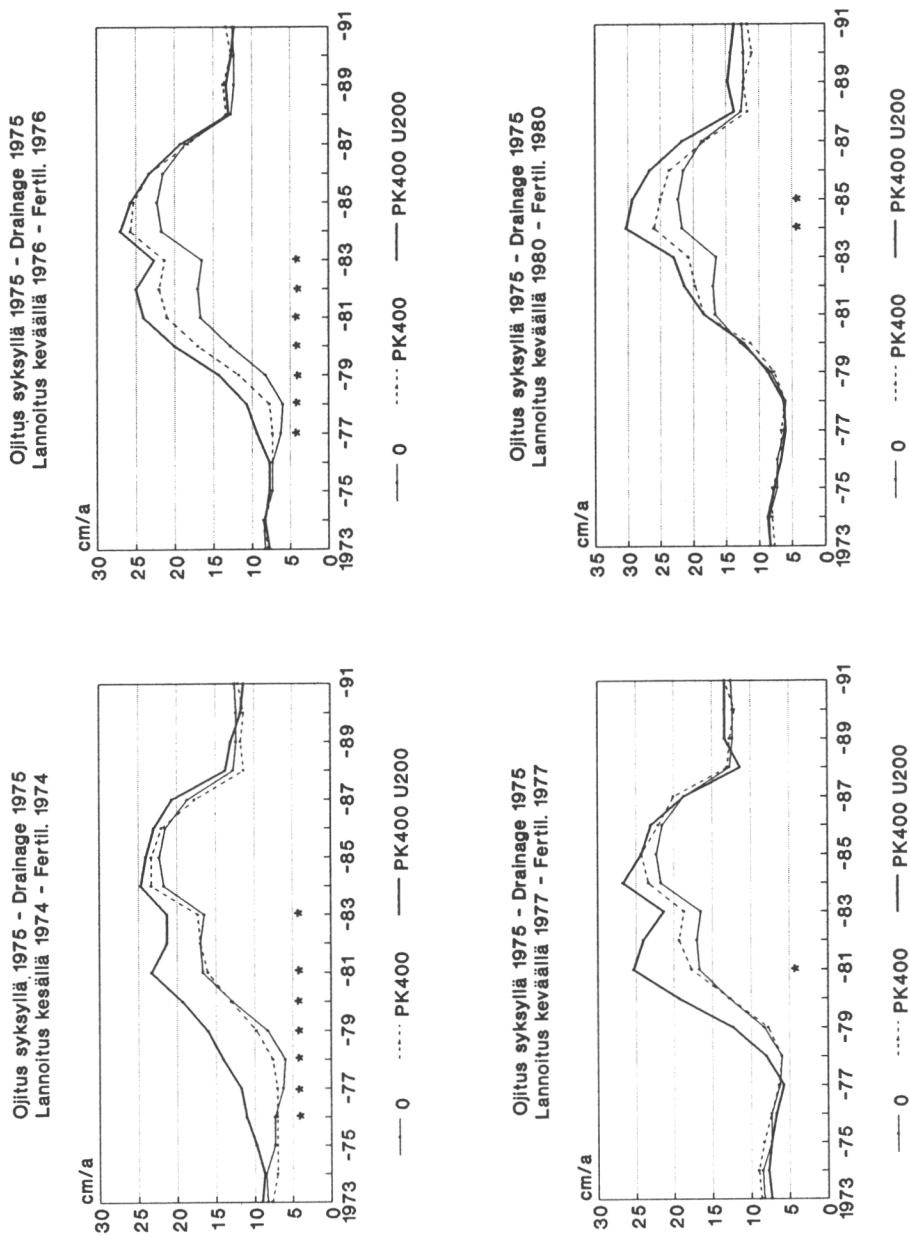 Ojitus syksyllä 1975 - Drainage 1975
Lannoitus kesällä 1974 - Fertil. 1974
cm/a
30
25
20
15
10
5
0
1973 -75 -77 -79 -81 -83 -85 -87 -89 -91
0 PK400 PK400 U200
Ojitus syksyllä 1975 - Drainage 1975
Lannoitus keväällä 1976 - Fertil. 1976
cm/a
30
25
20
15
10
5
0
1973 -75 -77 -79 -81 -83 -85 -87 -89 -91
0 PK400 PK400 U200
Ojitus syksyllä 1975 - Drainage 1975
Lannoitus keväällä 1977 - Fertil. 1977
cm/a
30
25
20
15
10
5
0
1973 -75 -77 -79 -81 -83 -85 -87 -89 -91
0 PK400 PK400 U200
Ojitus syksyllä 1975 - Drainage 1975
Lannoitus keväällä 1980 - Fertil. 1980
cm/a
35
30
25
20
15
10
5
0
1973 -75 -77 -79 -81 -83 -85 -87 -89 -91
0 PK400 PK400 U200